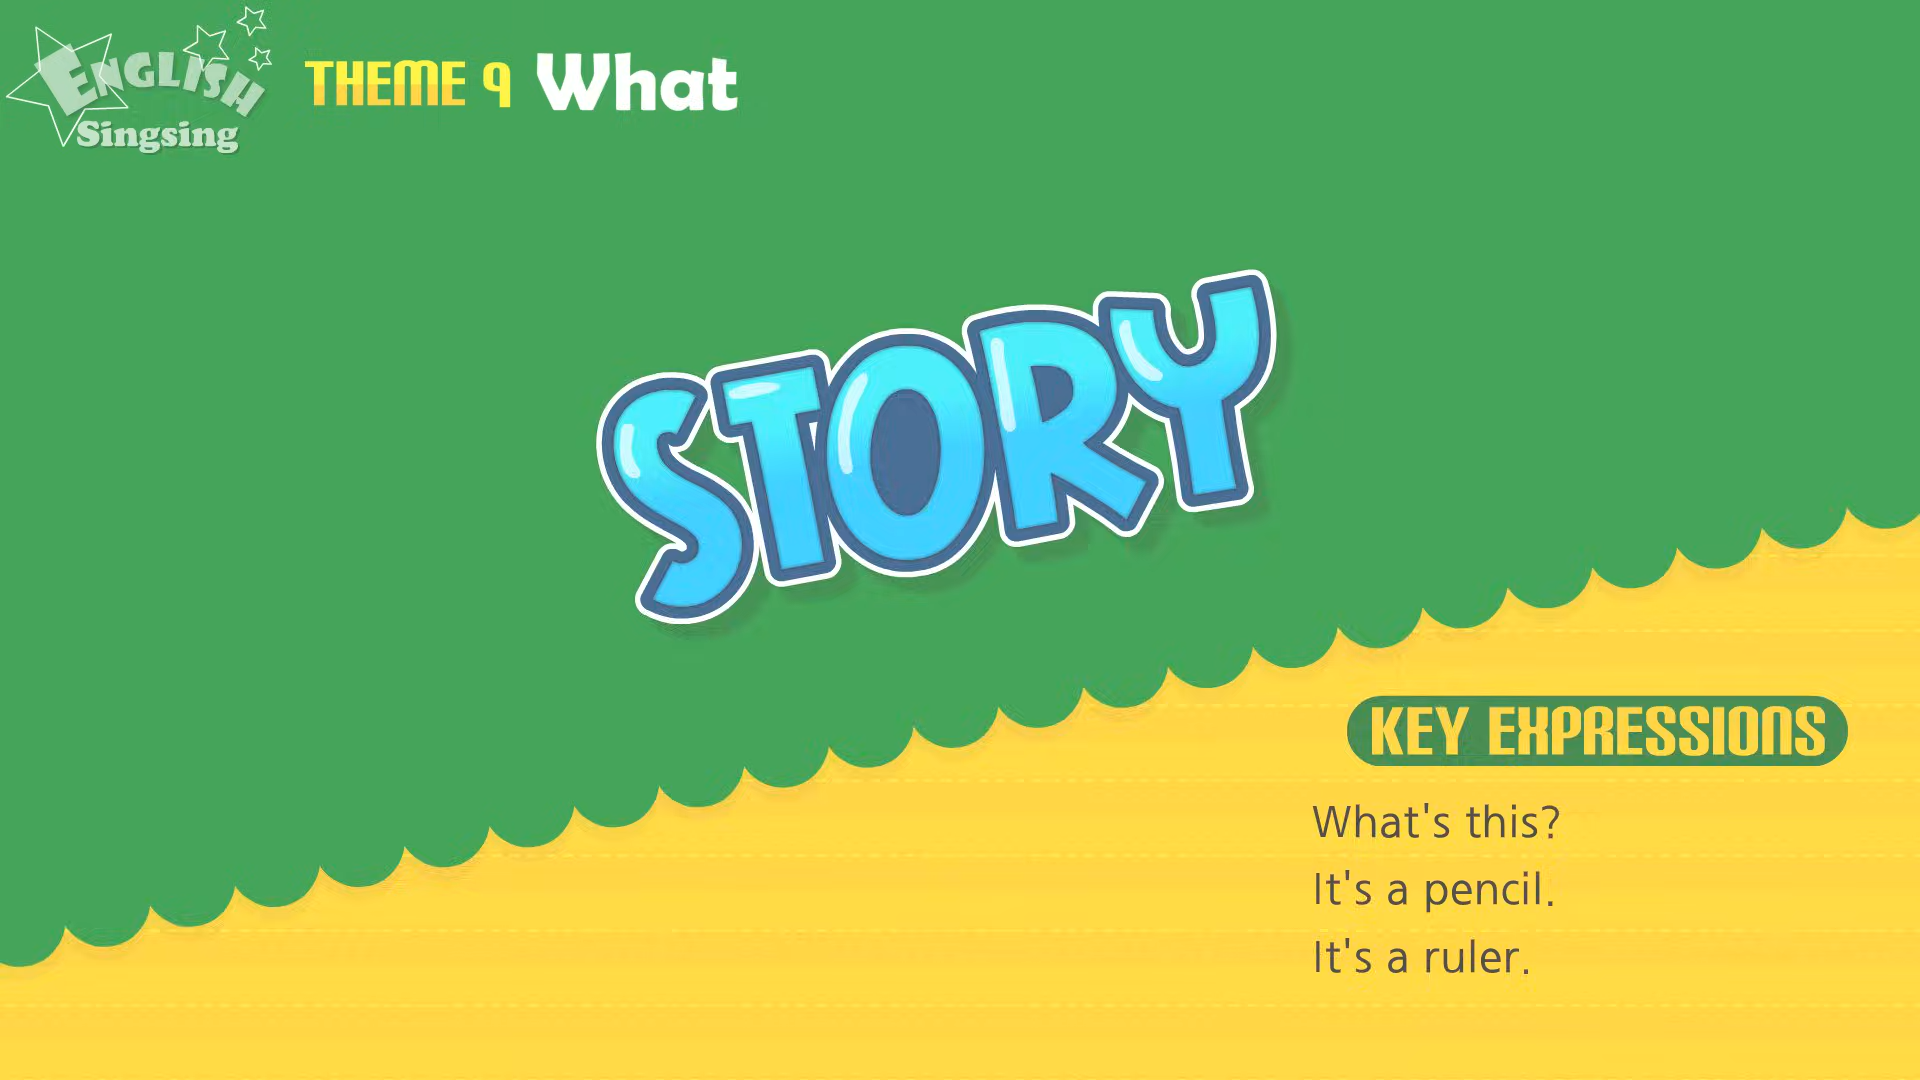 ENGLISH
Singsing
THEME 9 What
STORY
KEY EXPRESSIONS
What's this?
It's a pencil.
It's a ruler.